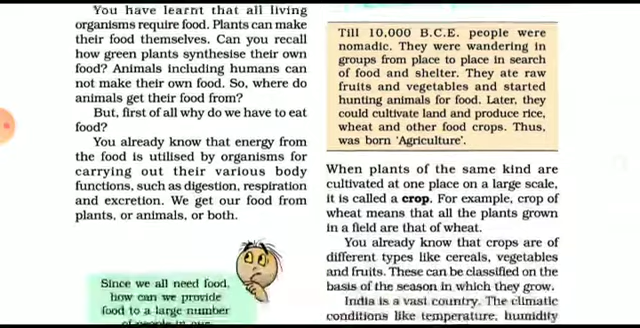 You have learnt that all living
organisms require food. Plants can make
their food themselves. Can you recall
how green plants synthesise their own
food? Animals including humans can
not make their own food. So, where do
animals get their food from?
But, first of all why do we have to eat
food?
You already know that energy from
the food is utilised by organisms for
carrying out their various body
functions, such as digestion, respiration
and excretion. We get our food from
plants, or animals, or both.
Since we all need food,
how can we provide
food to a large number
of people in our
Till 10,000 B.C.E. people were
nomadic. They were wandering in
groups from place to place in search
of food and shelter. They ate raw
fruits and vegetables and started
hunting animals for food. Later, they
could cultivate land and produce rice,
wheat and other food crops. Thus,
was born 'Agriculture'.
When plants of the same kind are
cultivated at one place on a large scale,
it is called a crop. For example, crop of
wheat means that all the plants grown
in a field are that of wheat.
You already know that crops are of
different types like cereals, vegetables
and fruits. These can be classified on the
basis of the season in which they grow.
India is a vast country. The climatic
conditions like temperature, humidity